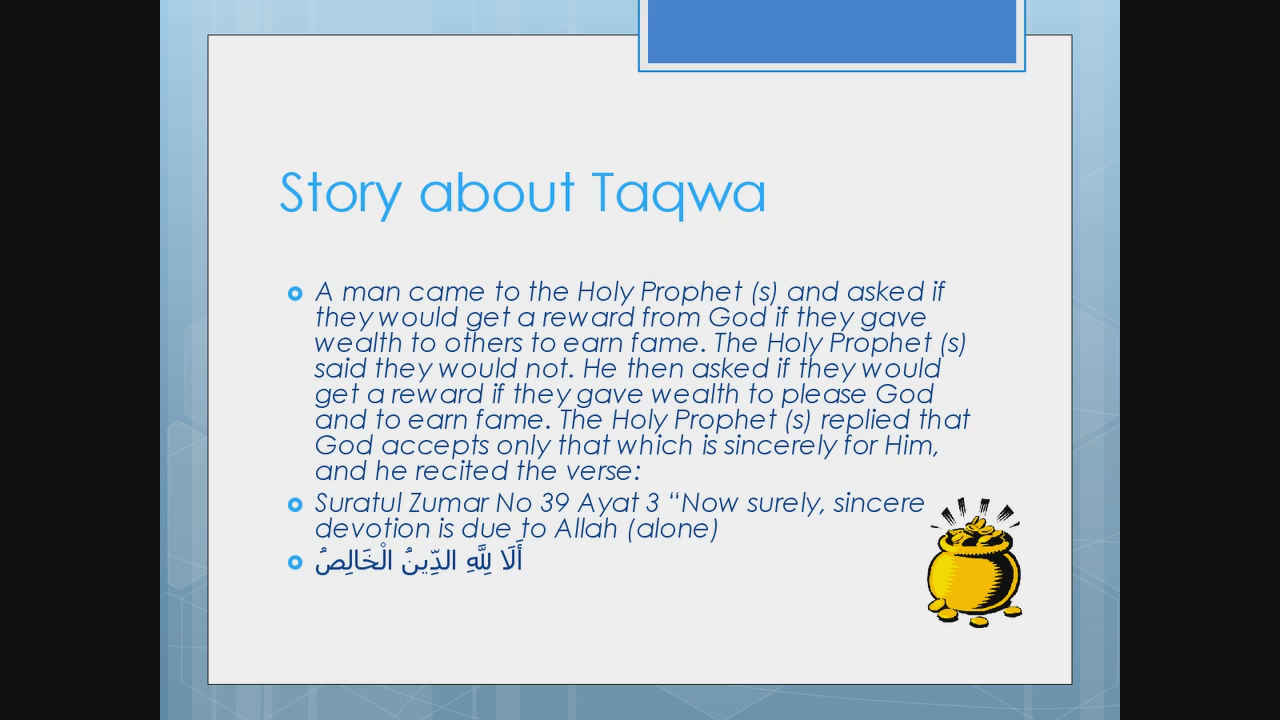 Story about Taqwa
A man came to the Holy Prophet (s) and asked if
they would get a reward from God if they gave
wealth to others to earn fame. The Holy Prophet (s)
said they would not. He then asked if they would
get a reward if they gave wealth to please God
and to earn fame. The Holy Prophet (s) replied that
God accepts only that which is sincerely for Him,
and he recited the verse:
Suratul Zumar No 39 Ayat 3 “Now surely, sincere
devotion is due to Allah (alone)
أَلَا لِلَّهِ الدِّينُ الْخَالِصُ